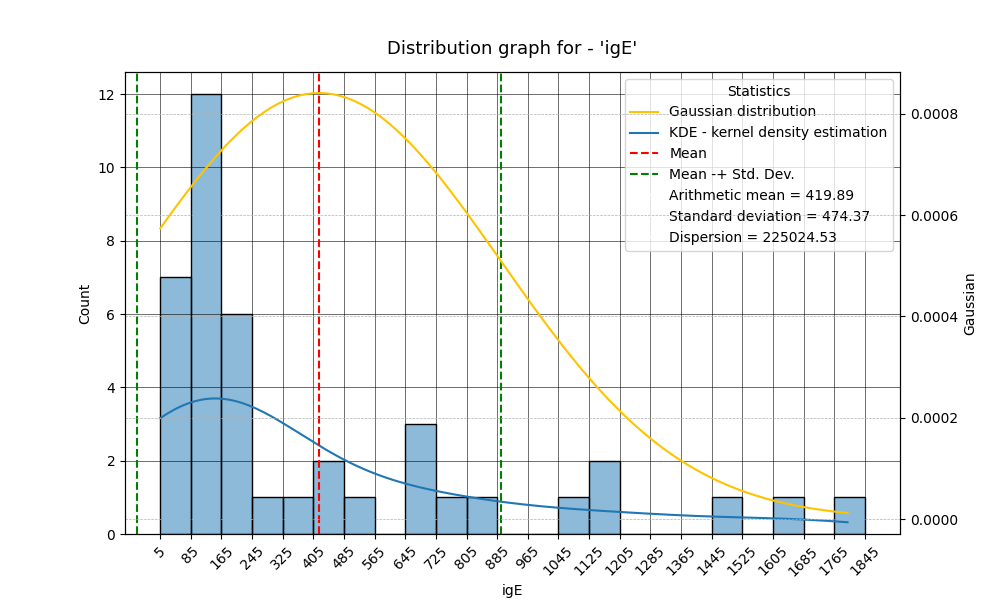 Distribution graph for - 'igE'
Statistics
Gaussian distribution
KDE - kernel density estimation
Mean
Mean -+ Std. Dev.
Arithmetic mean = 419.89
Standard deviation = 474.37
Dispersion = 225024.53
Count
12
10
8
6
4
2
0
0.0008
0.0006
0.0004
0.0002
0.0000
Gaussian
5 85 165 245 325 405 485 565 645 725 805 885 965 1045 1125 1205 1285 1365 1445 1525 1605 1685 1765 1845
igE